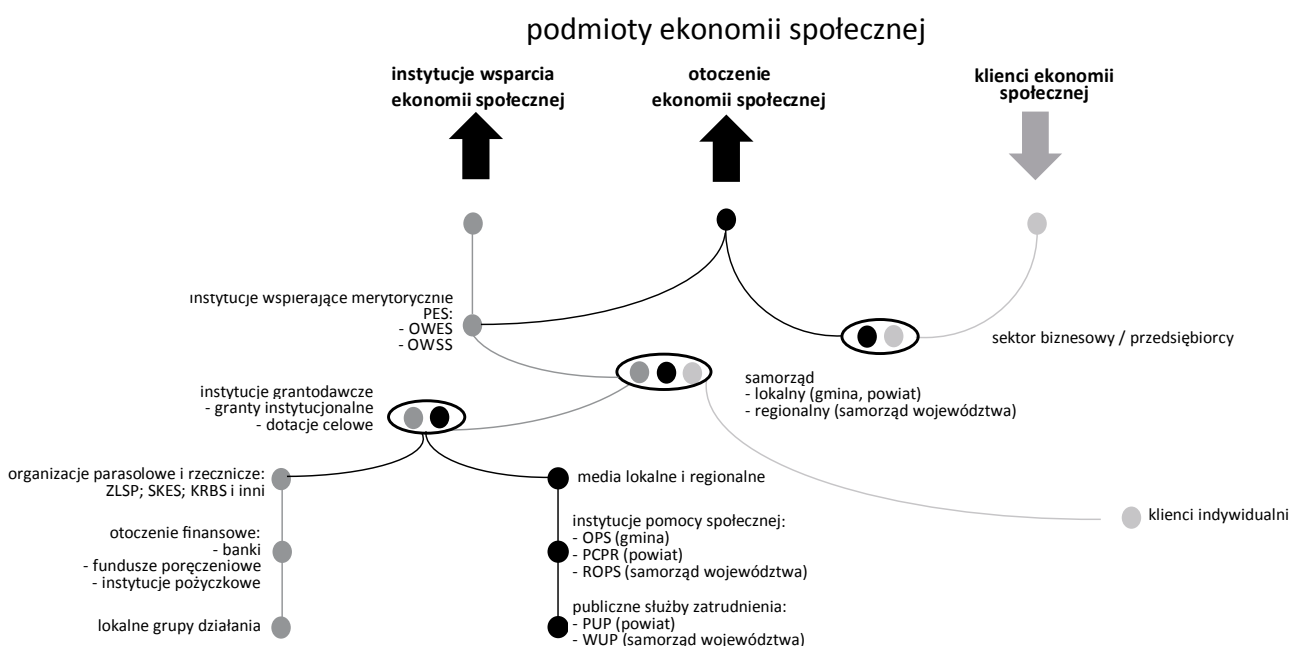 podmioty ekonomii społecznej
instytucje wsparcia
ekonomii społecznej
otoczenie
ekonomii społecznej
klienci ekonomii
społecznej
instytucje wspierające merytorycznie
PES:
- OWES
- OWSS
sektor biznesowy / przedsiębiorcy
samorząd
- lokalny (gmina, powiat)
- regionalny (samorząd województwa)
instytucje grantodawcze
- granty instytucjonalne
- dotacje celowe
organizacje parasolowe i rzecznicze:
ZLSP; SKES; KRBS i inni
media lokalne i regionalne
klienci indywidualni
otoczenie finansowe:
- banki
- fundusze poręczeniowe
- instytucje pożyczkowe
instytucje pomocy społecznej:
- OPS (gmina)
- PCPR (powiat)
- ROPS (samorząd województwa)
lokalne grupy działania
publiczne służby zatrudnienia:
- PUP (powiat)
- WUP (samorząd województwa)